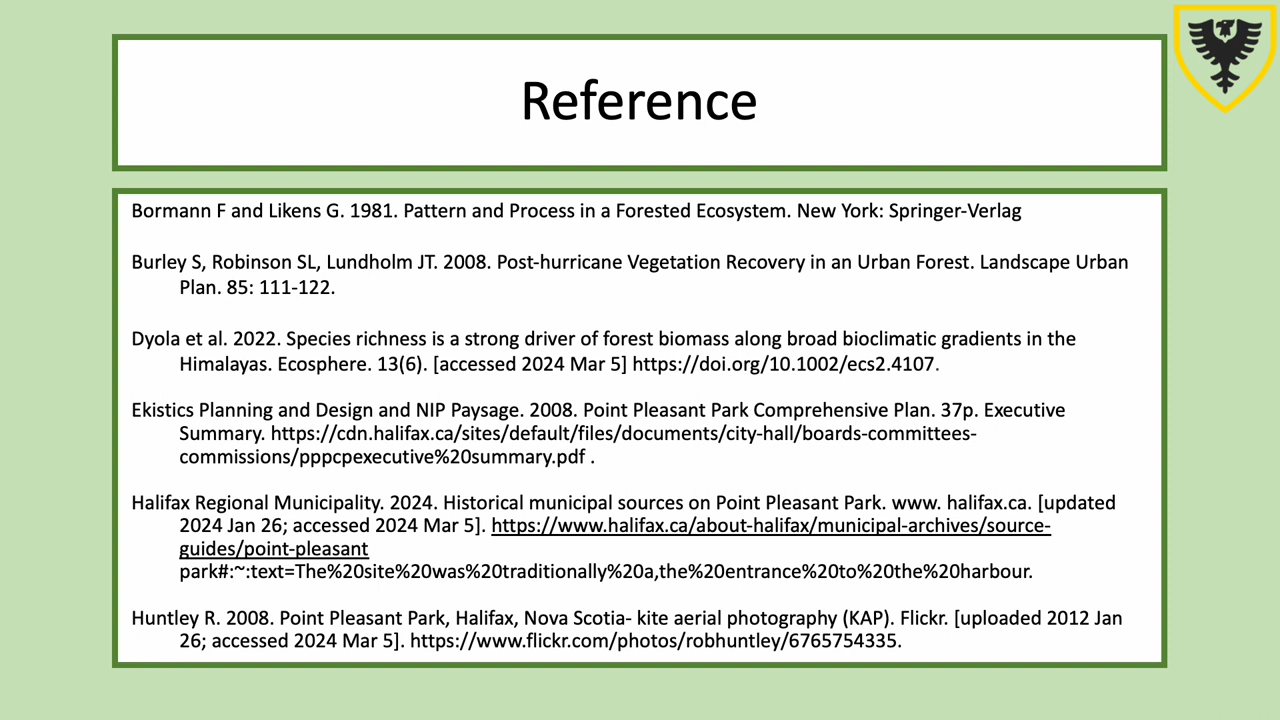 Reference
Bormann F and Likens G. 1981. Pattern and Process in a Forested Ecosystem. New York: Springer-Verlag
Burley S, Robinson SL, Lundholm JT. 2008. Post-hurricane Vegetation Recovery in an Urban Forest. Landscape Urban
Plan. 85: 111-122.
Dyola et al. 2022. Species richness is a strong driver of forest biomass along broad bioclimatic gradients in the
Himalayas. Ecosphere. 13(6). [accessed 2024 Mar 5] https://doi.org/10.1002/ecs2.4107.
Ekistics Planning and Design and NIP Paysage. 2008. Point Pleasant Park Comprehensive Plan. 37p. Executive
Summary. https://cdn.halifax.ca/sites/default/files/documents/city-hall/boards-committees-
commissions/pppcpexecutive%20summary.pdf .
Halifax Regional Municipality. 2024. Historical municipal sources on Point Pleasant Park. www. halifax.ca. [updated
2024 Jan 26; accessed 2024 Mar 5]. https://www.halifax.ca/about-halifax/municipal-archives/source-
guides/point-pleasant
park#:~:text=The%20site%20was%20traditionally%20a,the%20entrance%20to%20the%20harbour.
Huntley R. 2008. Point Pleasant Park, Halifax, Nova Scotia- kite aerial photography (KAP). Flickr. [uploaded 2012 Jan
26; accessed 2024 Mar 5]. https://www.flickr.com/photos/robhuntley/6765754335.